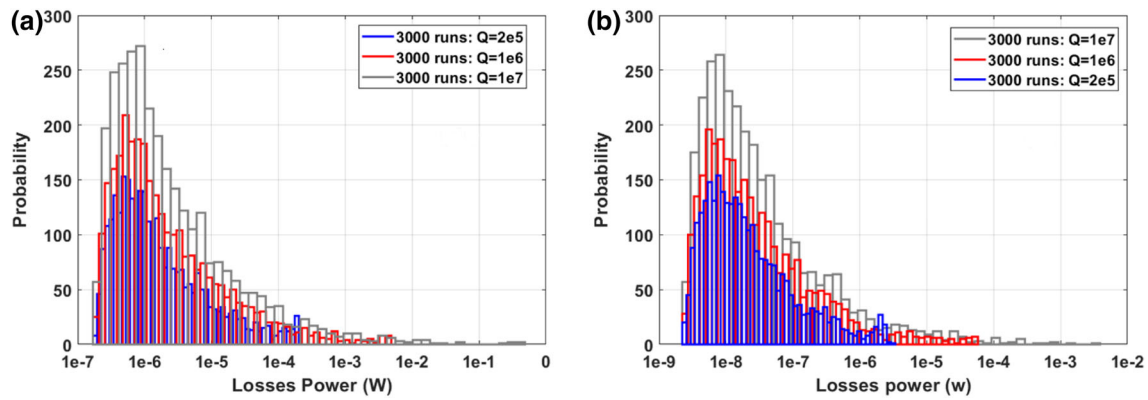 (a)
300
250
200
150
100
50
0
Probability
3000 runs: Q=2e5
3000 runs: Q=1e6
3000 runs: Q=1e7
1e-7 1e-6 1e-5 1e-4 1e-3 1e-2 1e-1 0
Losses Power (W)
(b)
300
250
200
150
100
50
0
Probability
3000 runs: Q=1e7
3000 runs: Q=1e6
3000 runs: Q=2e5
1e-9 1e-8 1e-7 1e-6 1e-5 1e-4 1e-3 1e-2
Losses power (w)